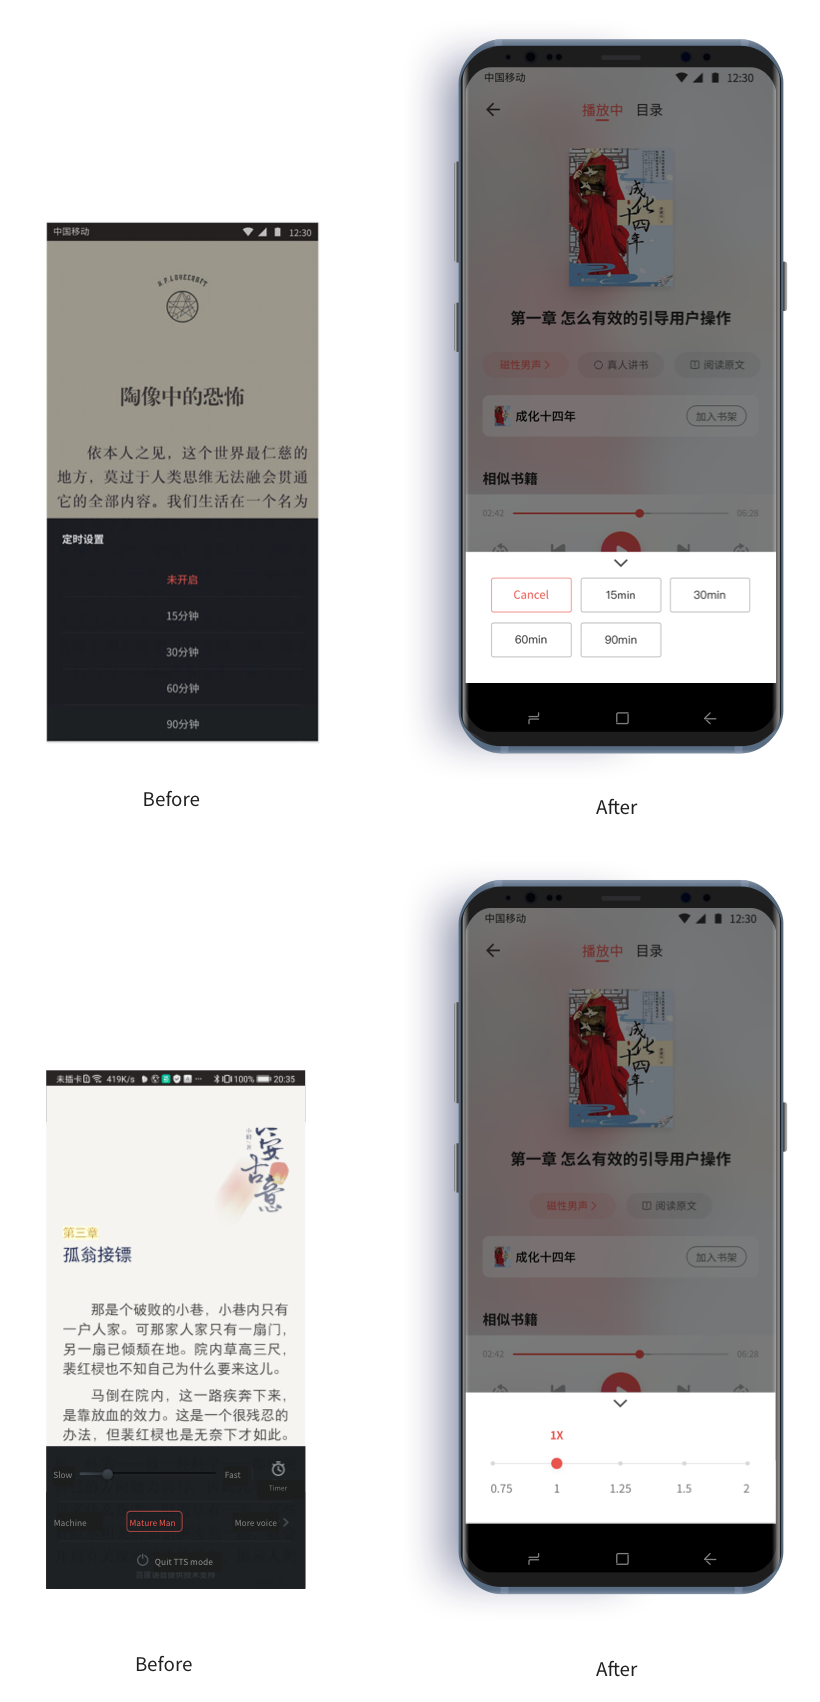 中国移动 12:30
H.P.LOVECRAFT
陶像中的恐怖
依本人之见，这个世界最仁慈的
地方，莫过于人类思维无法融会贯通
它的全部内容。我们生活在一个名为
定时设置
未开启
15分钟
30分钟
60分钟
90分钟
Before
中国移动 12:30
播放中 目录
成化十四年
第一章 怎么有效的引导用户操作
磁性男声 真人讲书 阅读原文
成化十四年 加入书架
相似书籍
02:42 06:28
Cancel 15min 30min
60min 90min
After
未插卡 419K/s 100% 20:35
古意
第三章
孤翁接镖
那是个破败的小巷，小巷内只有
一户人家。可那家人家只有一扇门，
另一扇已倾颓在地。院内草高三尺，
裴红棂也不知自己为什么要来这儿。
马倒在院内，这一路疾奔下来，
是靠放血的效力。这是一个很残忍的
办法，但裴红棂也是无奈下才如此。
Slow Fast Timer
Machine Mature Man More voice
Quit TTS mode
Before
中国移动 12:30
播放中 目录
成化十四年
第一章 怎么有效的引导用户操作
磁性男声 阅读原文
成化十四年 加入书架
相似书籍
02:42 06:28
1X
0.75 1 1.25 1.5 2
After